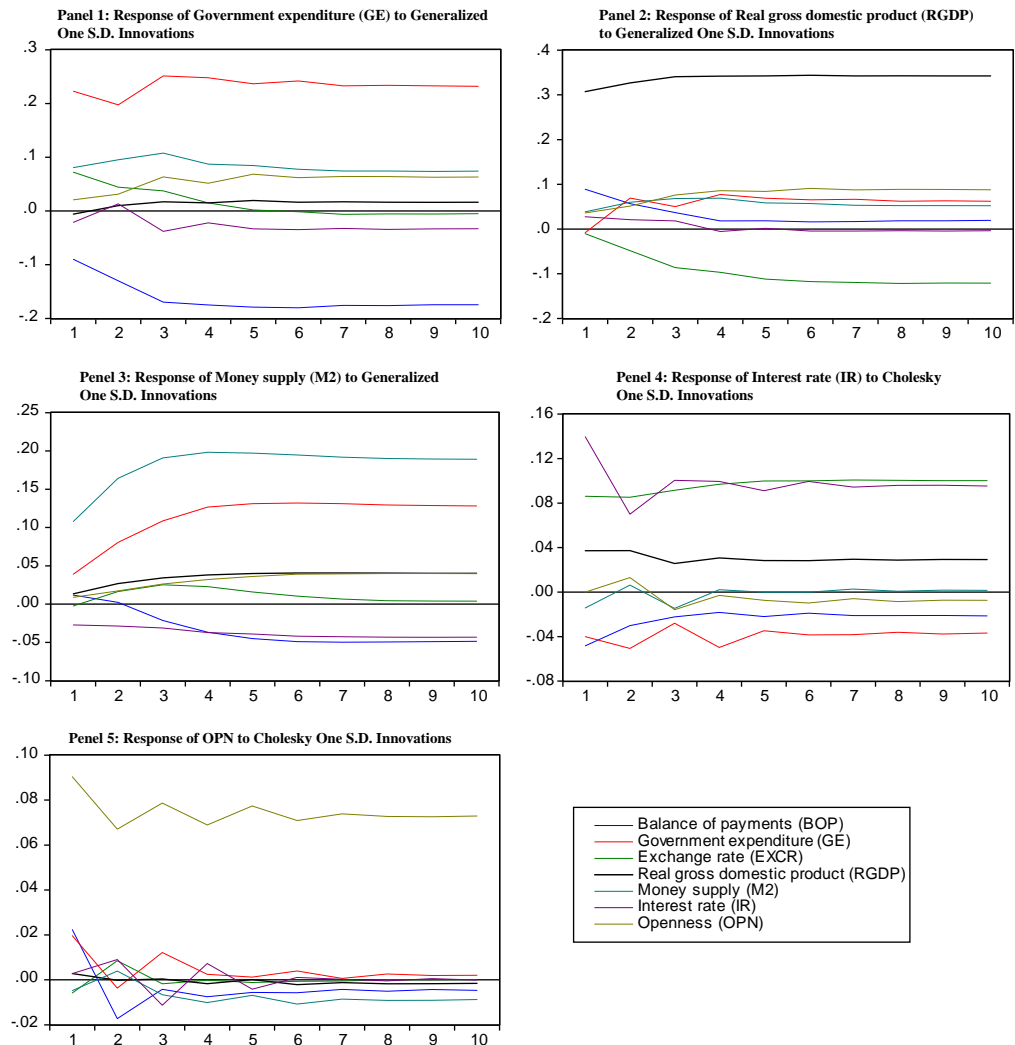 Panel 1: Response of Government expenditure (GE) to Generalized
One S.D. Innovations
.3
.2
.1
.0
-.1
-.2
1 2 3 4 5 6 7 8 9 10
Panel 2: Response of Real gross domestic product (RGDP)
to Generalized One S.D. Innovations
.4
.3
.2
.1
.0
-.1
-.2
1 2 3 4 5 6 7 8 9 10
Penel 3: Response of Money supply (M2) to Generalized
One S.D. Innovations
.25
.20
.15
.10
.05
.00
-.05
-.10
1 2 3 4 5 6 7 8 9 10
Penel 4: Response of Interest rate (IR) to Cholesky
One S.D. Innovations
.16
.12
.08
.04
.00
-.04
-.08
1 2 3 4 5 6 7 8 9 10
Penel 5: Response of OPN to Cholesky One S.D. Innovations
.10
.08
.06
.04
.02
.00
-.02
1 2 3 4 5 6 7 8 9 10
Balance of payments (BOP)
Government expenditure (GE)
Exchange rate (EXCR)
Real gross domestic product (RGDP)
Money supply (M2)
Interest rate (IR)
Openness (OPN)